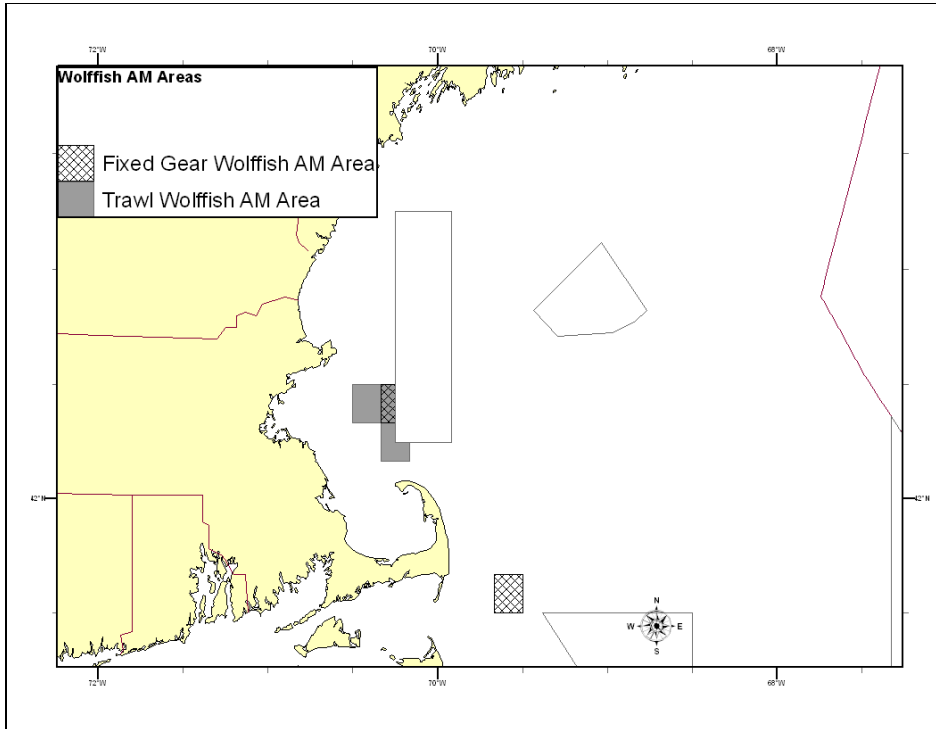 72°W 70°W 68°W
Wolffish AM Areas
Fixed Gear Wolffish AM Area
Trawl Wolffish AM Area
42°N 42°N
N
W E
S
72°W 70°W 68°W